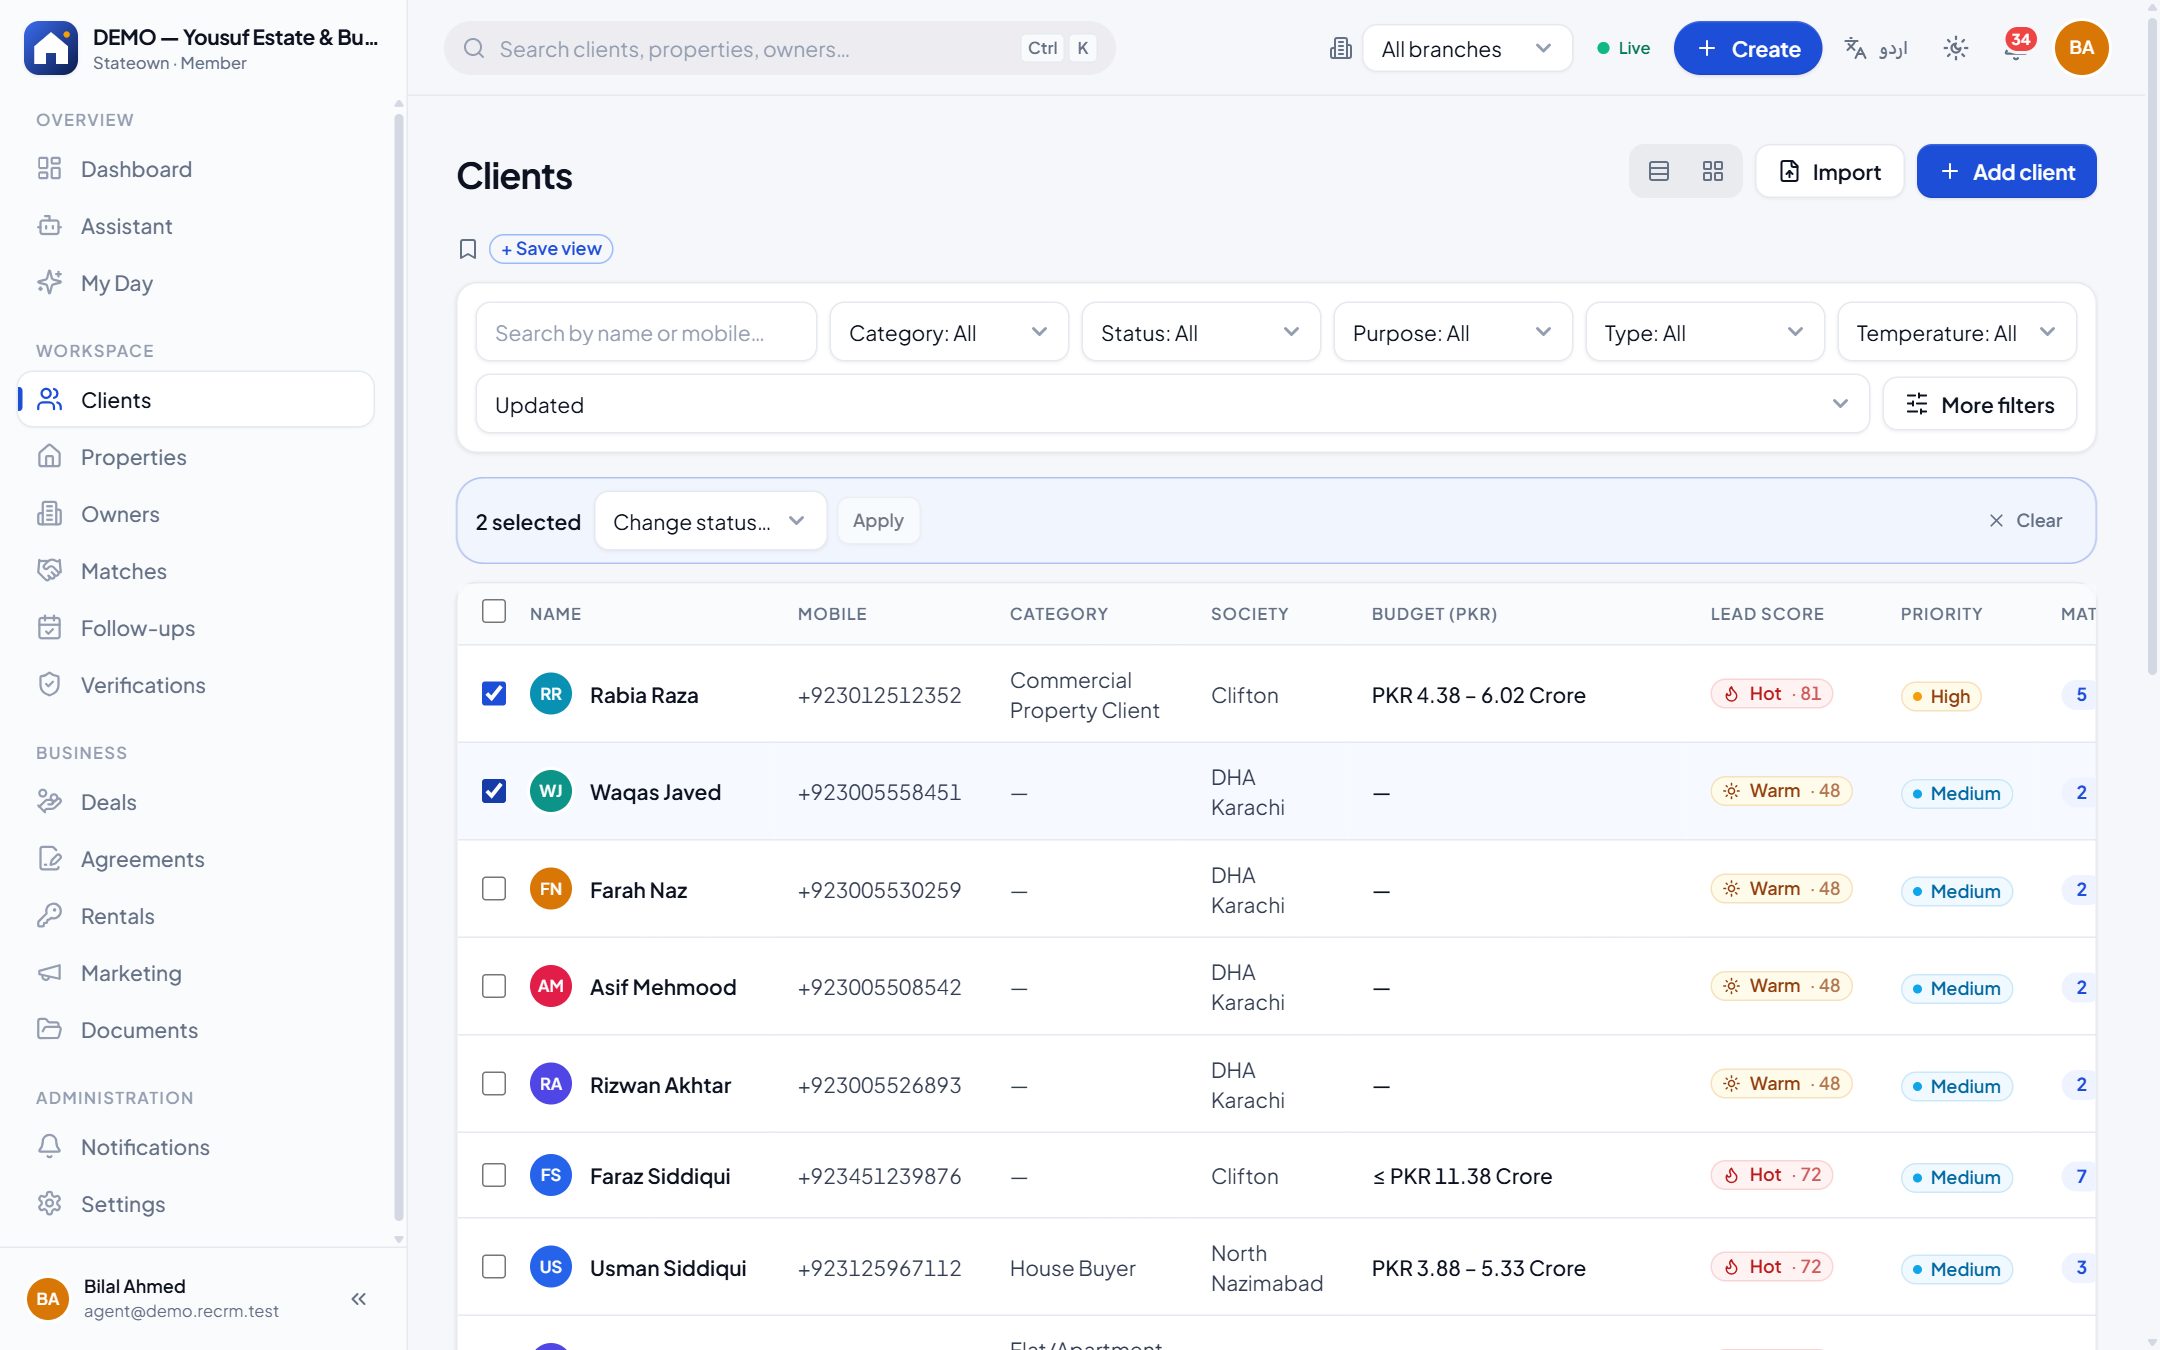 DEMO — Yousuf Estate & Bu...
Stateown · Member
Search clients, properties, owners...
Ctrl K
All branches
Live
+ Create
اردو
34
BA
OVERVIEW
Dashboard
Assistant
My Day
WORKSPACE
Clients
Properties
Owners
Matches
Follow-ups
Verifications
BUSINESS
Deals
Agreements
Rentals
Marketing
Documents
ADMINISTRATION
Notifications
Settings
BA
Bilal Ahmed
agent@demo.recrm.test
Clients
Import
+ Add client
+ Save view
Search by name or mobile...
Category: All
Status: All
Purpose: All
Type: All
Temperature: All
Updated
More filters
2 selected
Change status...
Apply
Clear
NAME MOBILE CATEGORY SOCIETY BUDGET (PKR) LEAD SCORE PRIORITY MAT
RR Rabia Raza +923012512352 Commercial Property Client Clifton PKR 4.38 – 6.02 Crore Hot · 81 High 5
WJ Waqas Javed +923005558451 — DHA Karachi — Warm · 48 Medium 2
FN Farah Naz +923005530259 — DHA Karachi — Warm · 48 Medium 2
AM Asif Mehmood +923005508542 — DHA Karachi — Warm · 48 Medium 2
RA Rizwan Akhtar +923005526893 — DHA Karachi — Warm · 48 Medium 2
FS Faraz Siddiqui +923451239876 — Clifton ≤ PKR 11.38 Crore Hot · 72 Medium 7
US Usman Siddiqui +923125967112 House Buyer North Nazimabad PKR 3.88 – 5.33 Crore Hot · 72 Medium 3
Flat/Apartment